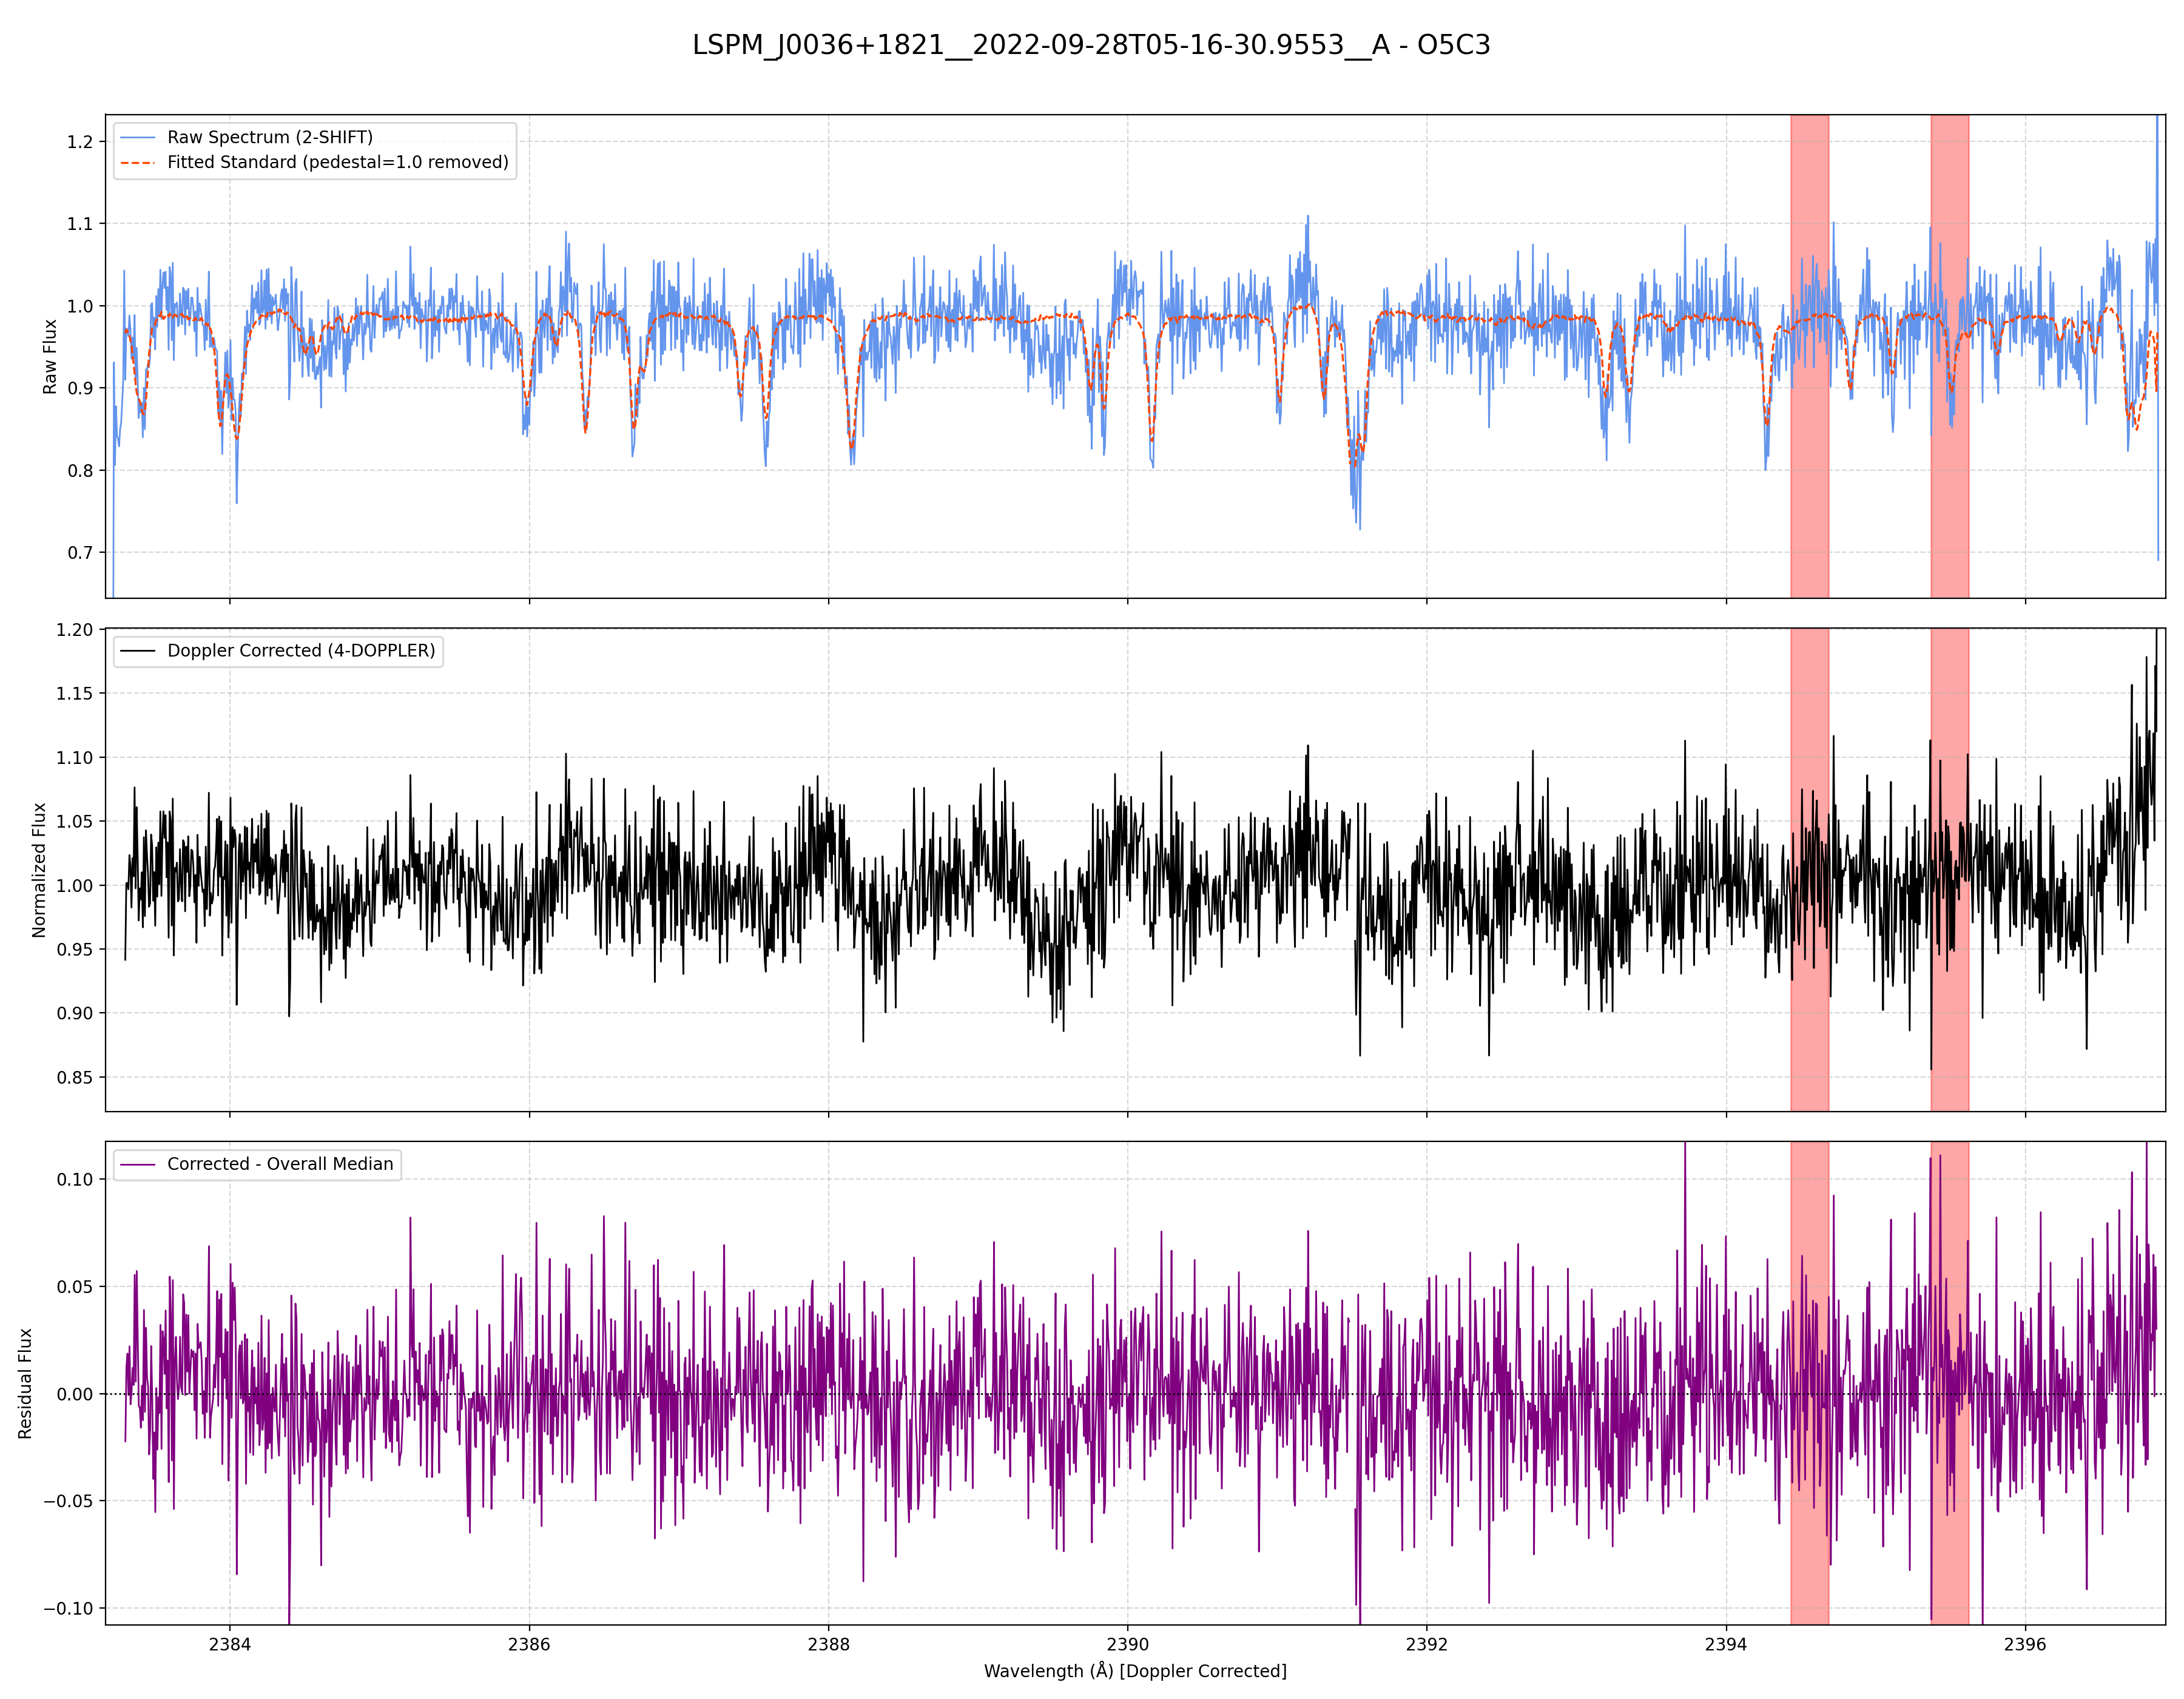 LSPM_J0036+1821__2022-09-28T05-16-30.9553__A - O5C3
Raw Spectrum (2-SHIFT)
Fitted Standard (pedestal=1.0 removed)
Raw Flux
1.2
1.1
1.0
0.9
0.8
0.7
Doppler Corrected (4-DOPPLER)
Normalized Flux
1.20
1.15
1.10
1.05
1.00
0.95
0.90
0.85
Corrected - Overall Median
Residual Flux
0.10
0.05
0.00
−0.05
−0.10
2384 2386 2388 2390 2392 2394 2396
Wavelength (Å) [Doppler Corrected]